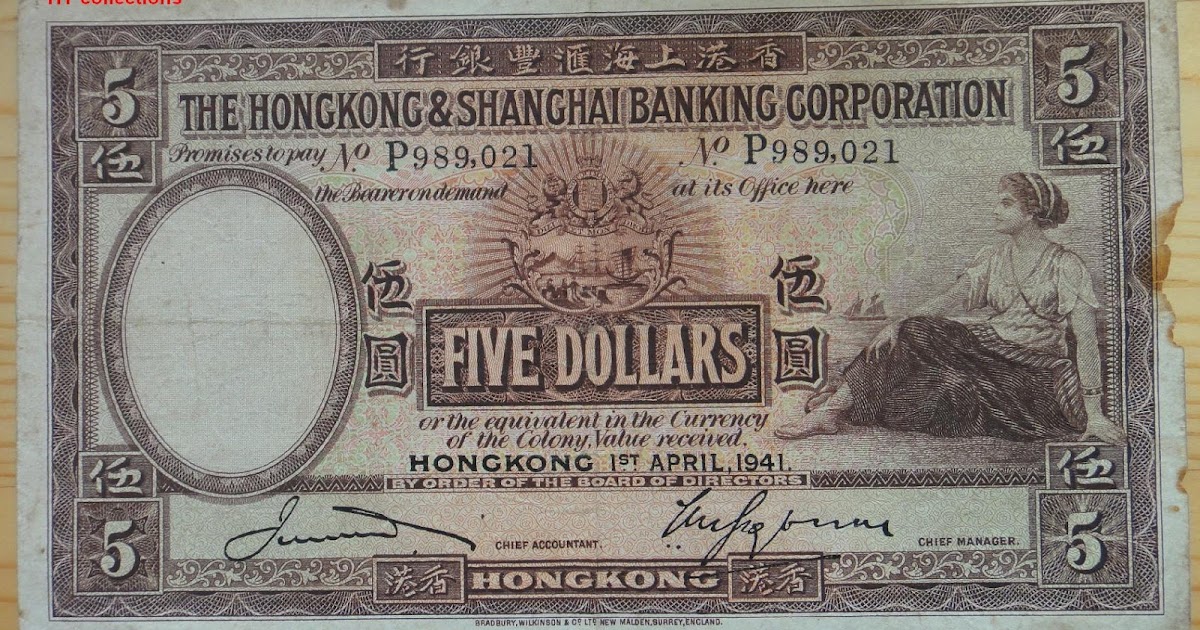 HFY collections
行銀豐滙海上港香
5
5
THE HONGKONG & SHANGHAI BANKING CORPORATION
伍
伍
Promises to pay Nº P989,021 Nº P989,021
the Bearer on demand at its Office here
伍圓
伍圓
FIVE DOLLARS
or the equivalent in the Currency
of the Colony, Value received.
HONGKONG 1ST APRIL, 1941.
BY ORDER OF THE BOARD OF DIRECTORS
伍
伍
5
5
CHIEF ACCOUNTANT.
CHIEF MANAGER.
港香 HONGKONG 港香
BRADBURY, WILKINSON & Cº LTD NEW MALDEN, SURREY, ENGLAND.